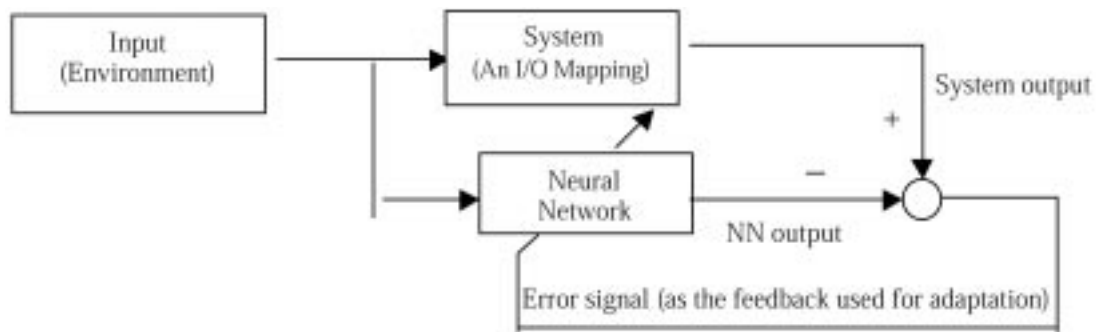 Input
(Environment)
System
(An I/O Mapping)
System output
+
Neural
Network
−
NN output
Error signal (as the feedback used for adaptation)